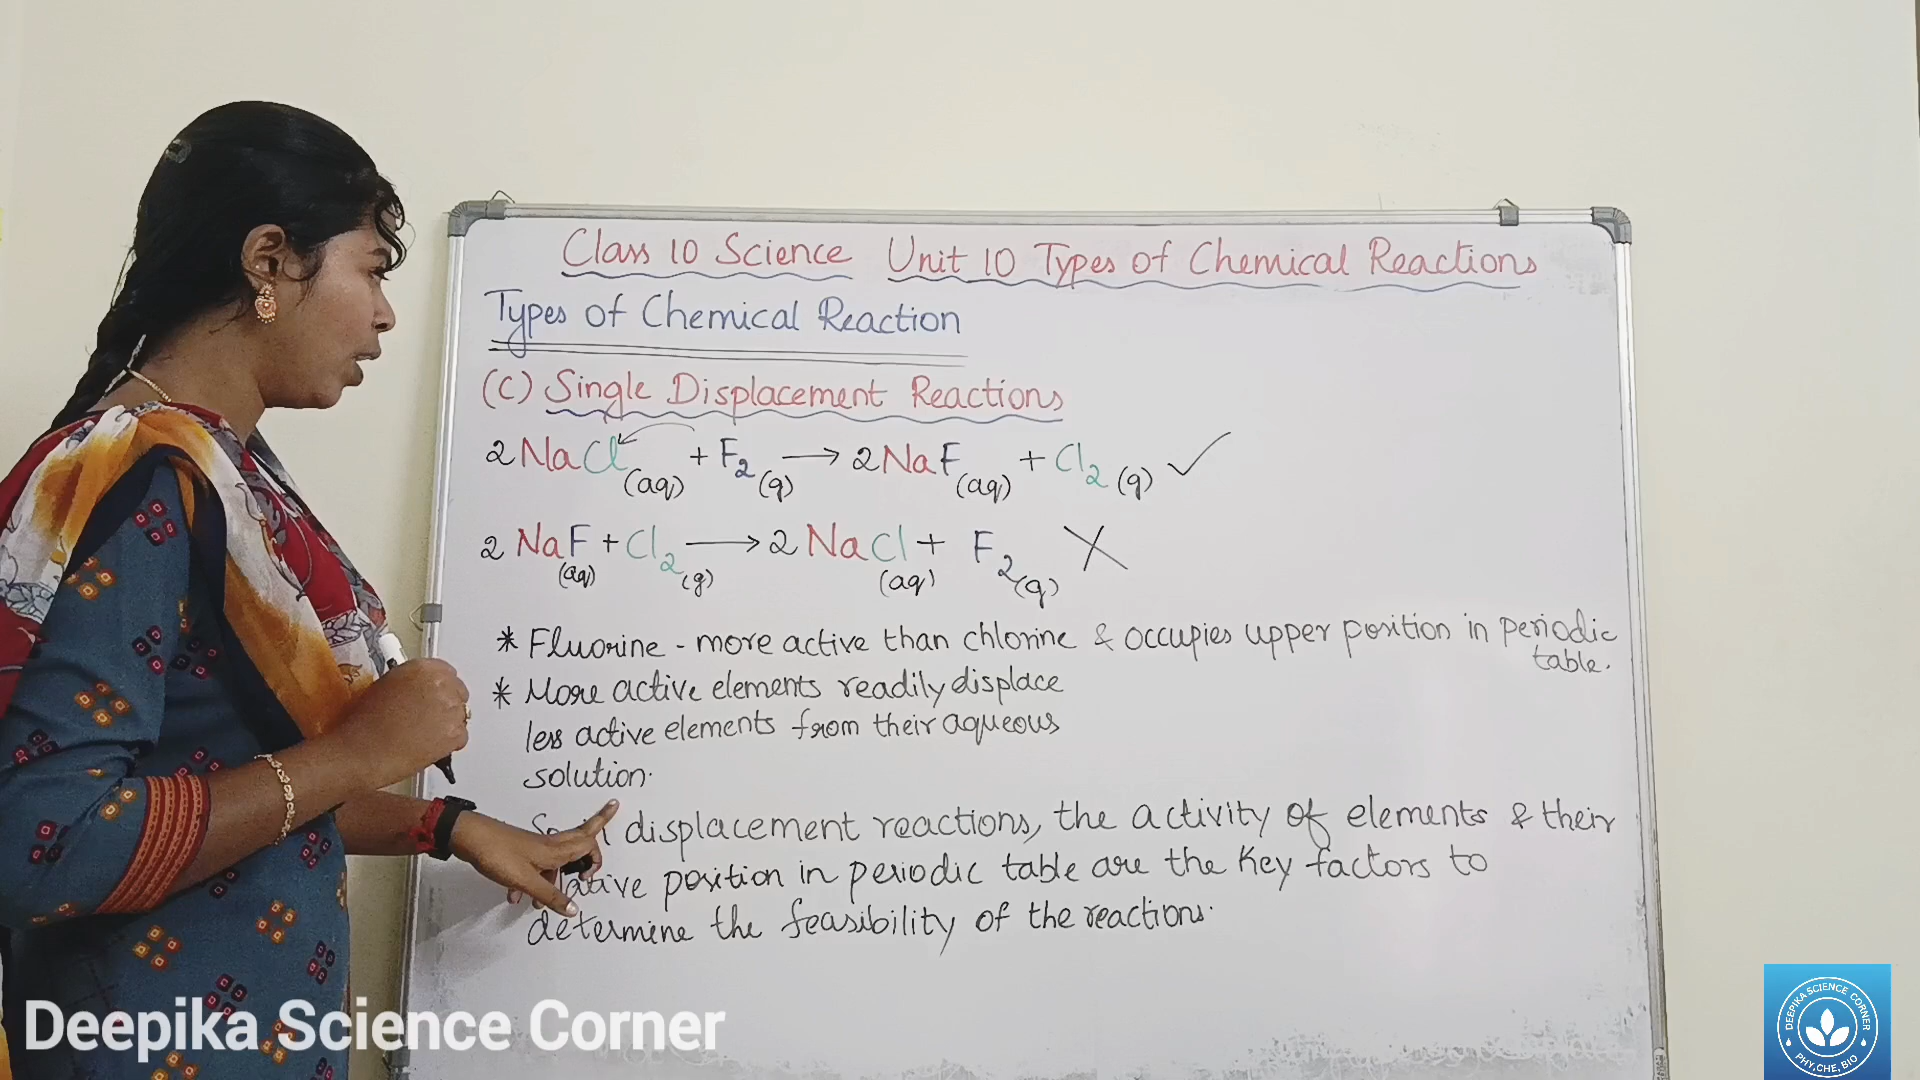 Class 10 Science Unit 10 Types of Chemical Reactions
Types of Chemical Reaction
(C) Single Displacement Reactions
2NaCl(aq) + F2(g) → 2NaF(aq) + Cl2(g) ✓
2NaF(aq) + Cl2(g) → 2NaCl(aq) + F2(g) X
* Fluorine - more active than chlorine & occupies upper position in periodic
table.
* More active elements readily displace
less active elements from their aqueous
solution.
displacement reactions, the activity of elements & their
position in periodic table are the key factors to
determine the feasibility of the reactions.
Deepika Science Corner
DEEPIKA SCIENCE CORNER
PHY, CHE, BIO